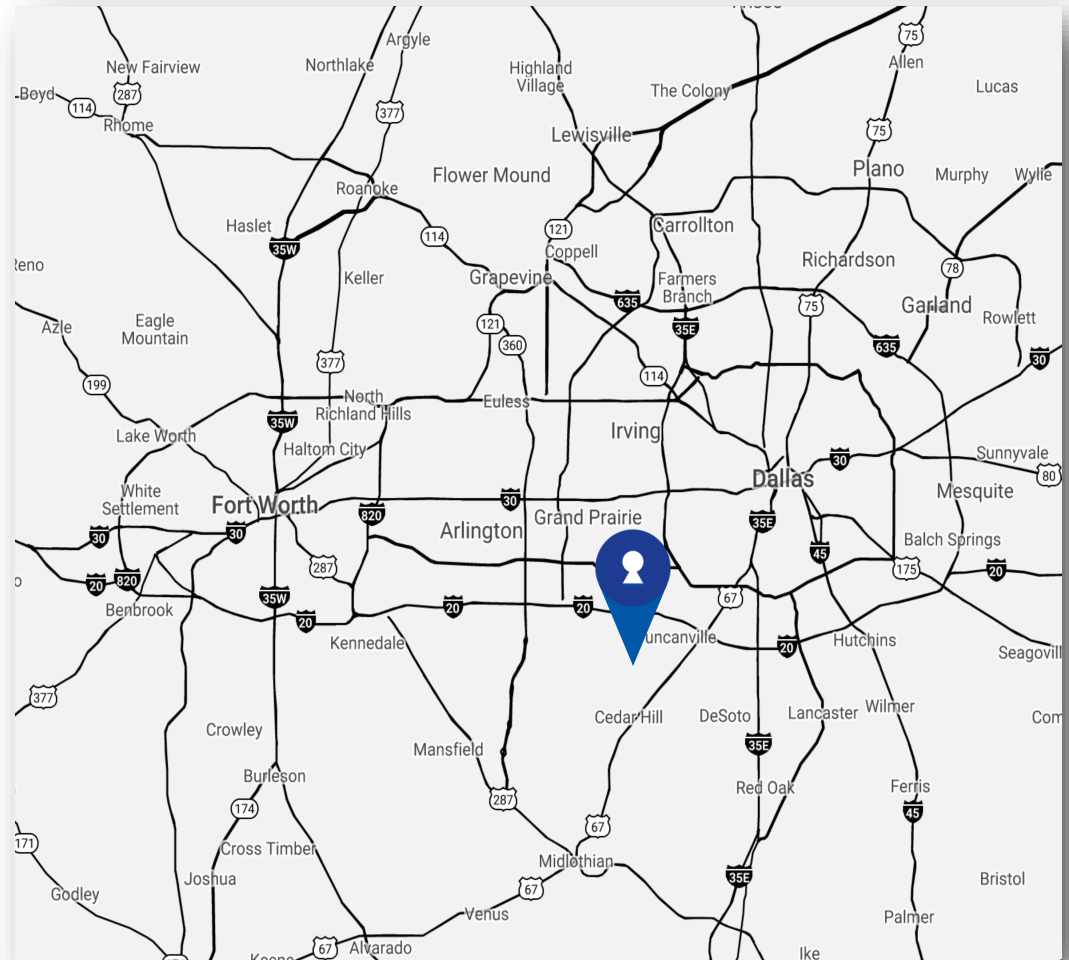 Argyle
75
New Fairview
Northlake
Highland
Village
Allen
287
Boyd
The Colony
Lucas
114
377
Rhome
75
Lewisville
Plano
Flower Mound
Murphy
Wylie
Roanoke
Haslet
121
Carrollton
114
35W
Coppell
Richardson
Keller
Grapevine
Farmers
Branch
78
635
75
Garland
Eagle
Mountain
Azle
121
35E
Rowlett
360
635
377
30
199
114
North
Richland Hills
Euless
35W
Lake Worth
Irving
Haltom City
30
Sunnyvale
80
Dallas
White
Settlement
Fort Worth
30
Mesquite
820
Grand Prairie
35E
30
30
Arlington
45
Balch Springs
287
175
20
20
820
35W
67
Benbrook
20
20
20
Kennedale
uncanville
Hutchins
20
Seagovill
377
Cedar Hill
DeSoto
Lancaster
Wilmer
Com
Crowley
Mansfield
35E
Burleson
Red Oak
Ferris
287
174
45
67
171
Cross Timber
Midlothian
Joshua
35E
Bristol
Godley
67
Venus
Palmer
67
Alvarado
Ike